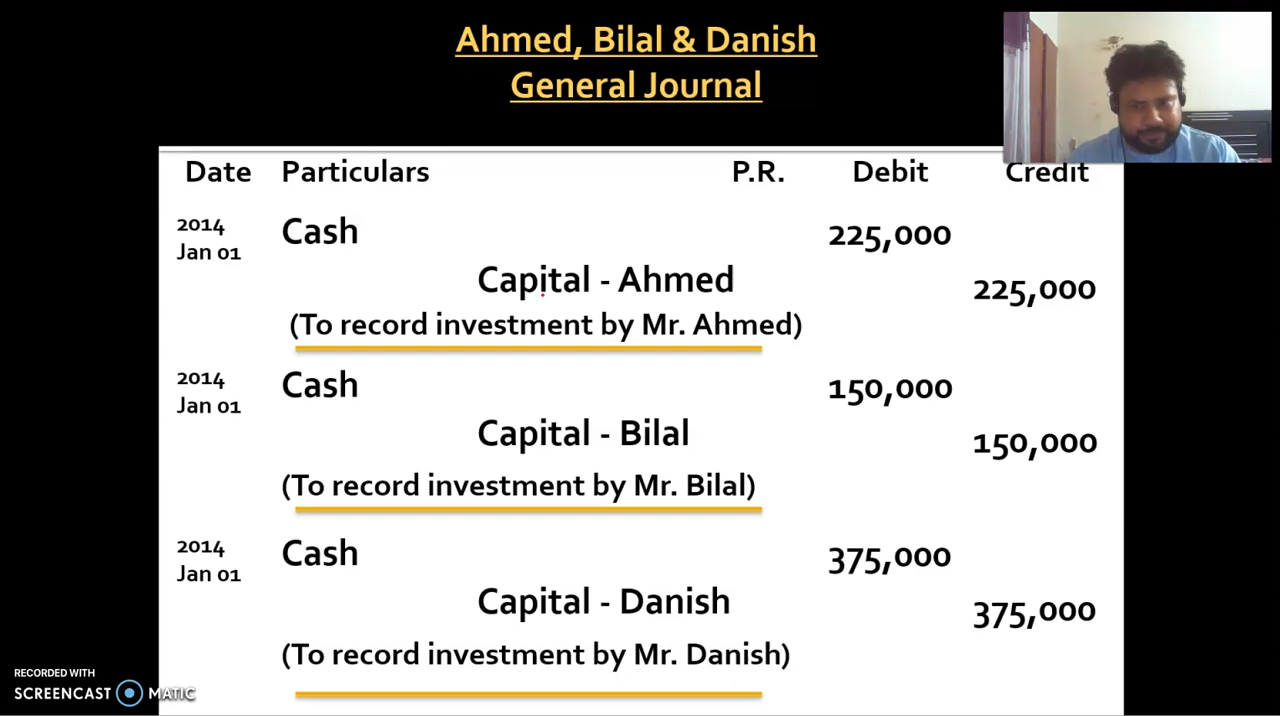 Ahmed, Bilal & Danish
General Journal
Date Particulars P.R. Debit Credit
2014
Jan 01 Cash 225,000
Capital - Ahmed 225,000
(To record investment by Mr. Ahmed)
2014
Jan 01 Cash 150,000
Capital - Bilal 150,000
(To record investment by Mr. Bilal)
2014
Jan 01 Cash 375,000
Capital - Danish 375,000
(To record investment by Mr. Danish)
RECORDED WITH
SCREENCAST MATIC